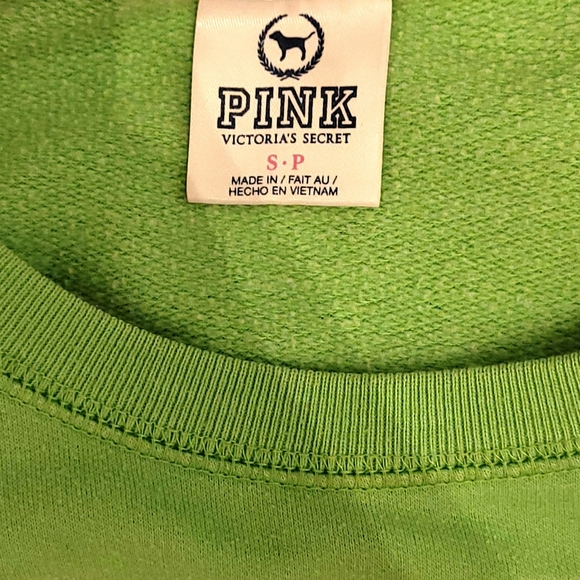 PINK
VICTORIA'S SECRET
S·P
MADE IN / FAIT AU /
HECHO EN VIETNAM